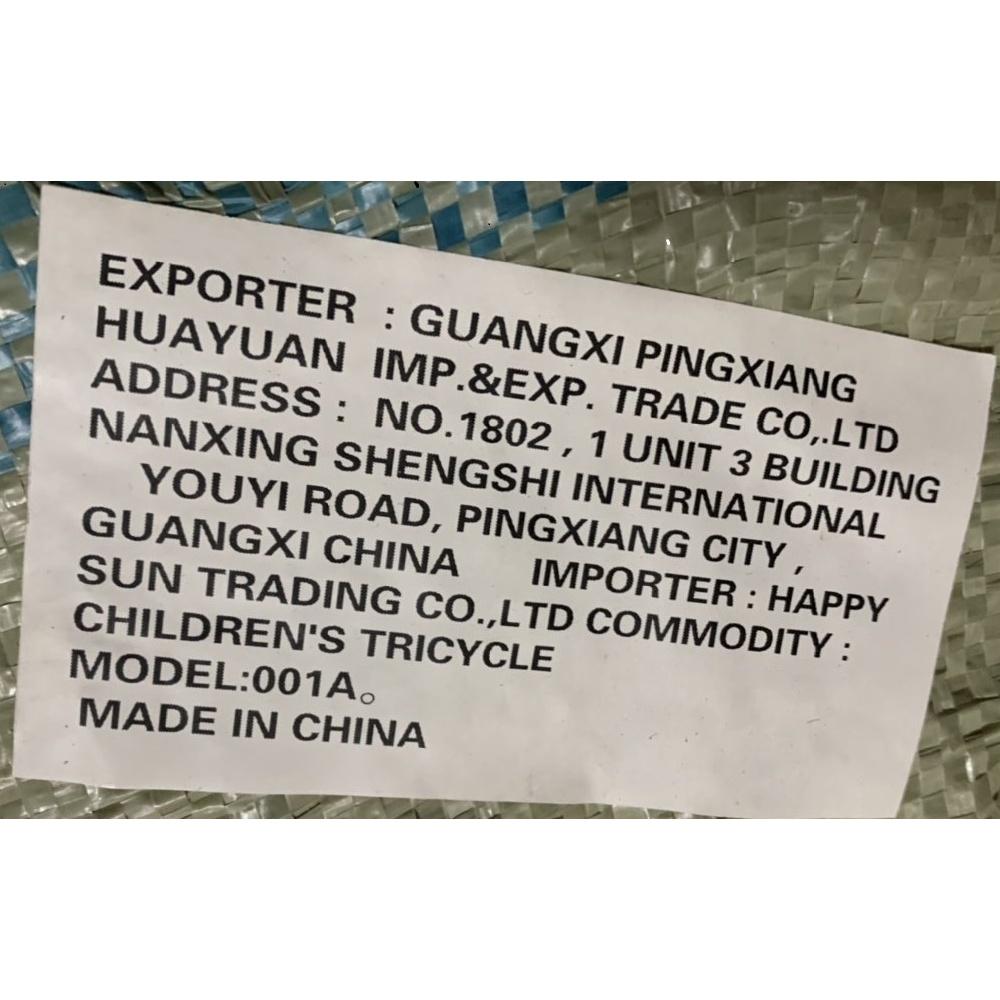 EXPORTER : GUANGXI PINGXIANG
HUAYUAN IMP.&EXP. TRADE CO,.LTD
ADDRESS : NO.1802 , 1 UNIT 3 BUILDING
NANXING SHENGSHI INTERNATIONAL
YOUYI ROAD, PINGXIANG CITY ,
GUANGXI CHINA IMPORTER : HAPPY
SUN TRADING CO.,LTD COMMODITY :
CHILDREN'S TRICYCLE
MODEL:001A。
MADE IN CHINA